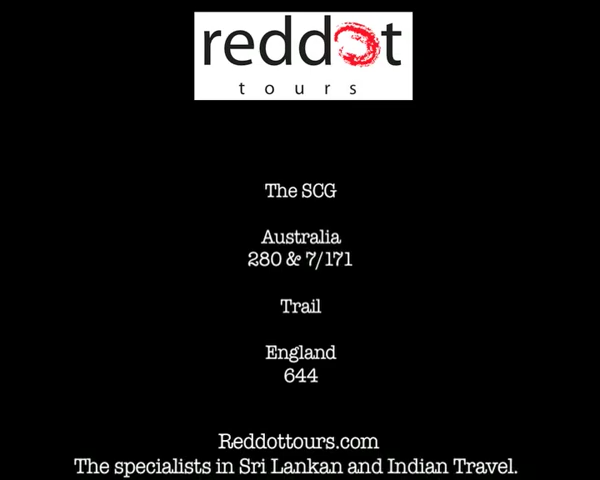 reddot
tours
The SCG
Australia
280 & 7/171
Trail
England
644
Reddottours.com
The specialists in Sri Lankan and Indian Travel.